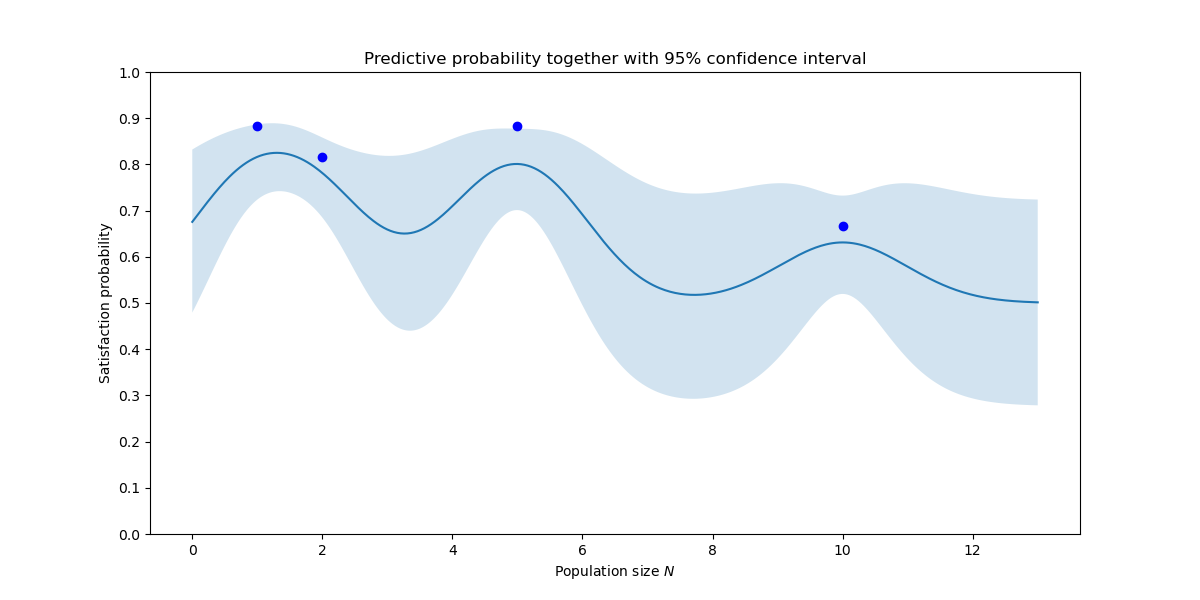 Predictive probability together with 95% confidence interval
1.0
0.9
0.8
0.7
0.6
0.5
0.4
0.3
0.2
0.1
0.0
Satisfaction probability
0 2 4 6 8 10 12
Population size N